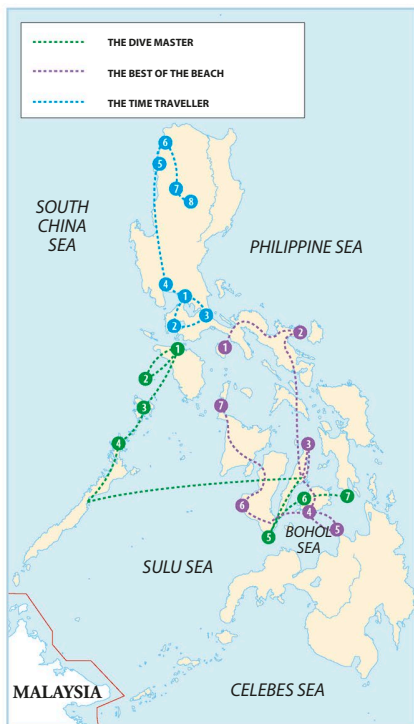 THE DIVE MASTER
THE BEST OF THE BEACH
THE TIME TRAVELLER
6
5
7
8
SOUTH
CHINA
SEA
PHILIPPINE SEA
4
1
3
2
2
1
1
2
3
7
4
3
6
6
7
4
5
5
BOHOL
SEA
SULU SEA
MALAYSIA
CELEBES SEA